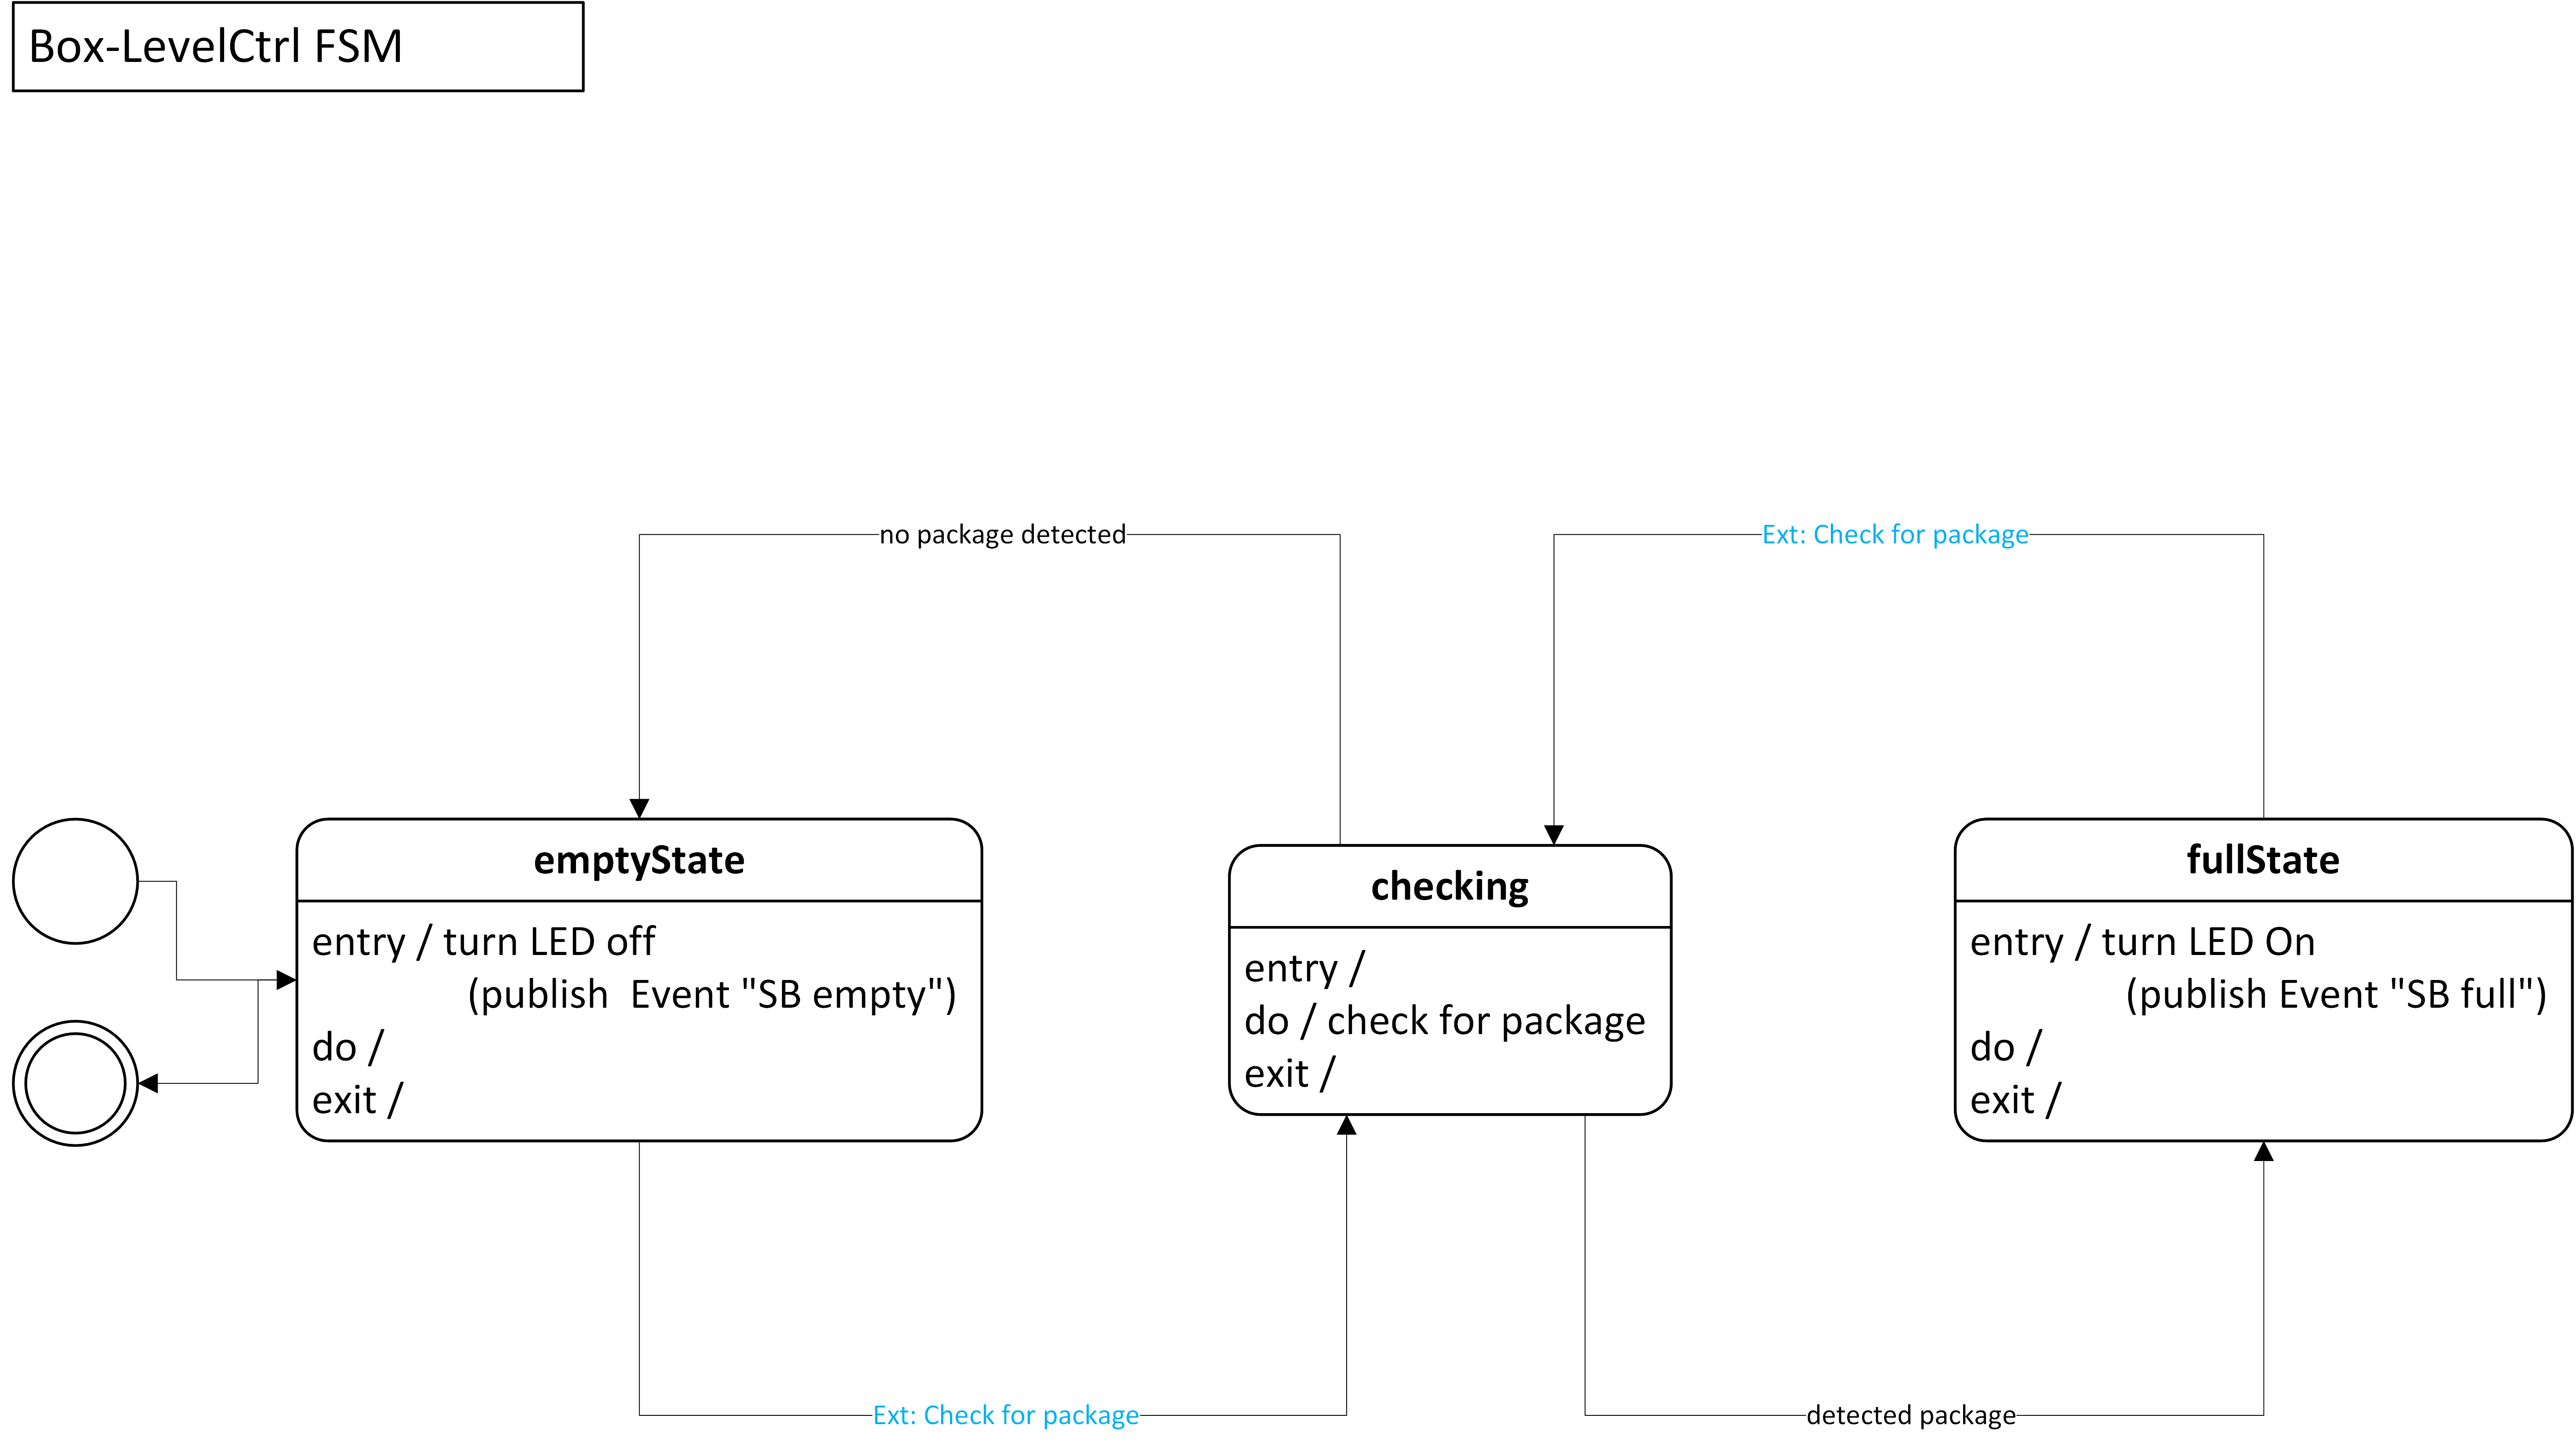 Box-LevelCtrl FSM
no package detected
Ext: Check for package
emptyState
entry / turn LED off
(publish  Event "SB empty")
do /
exit /
checking
entry /
do / check for package
exit /
fullState
entry / turn LED On
(publish Event "SB full")
do /
exit /
Ext: Check for package
detected package